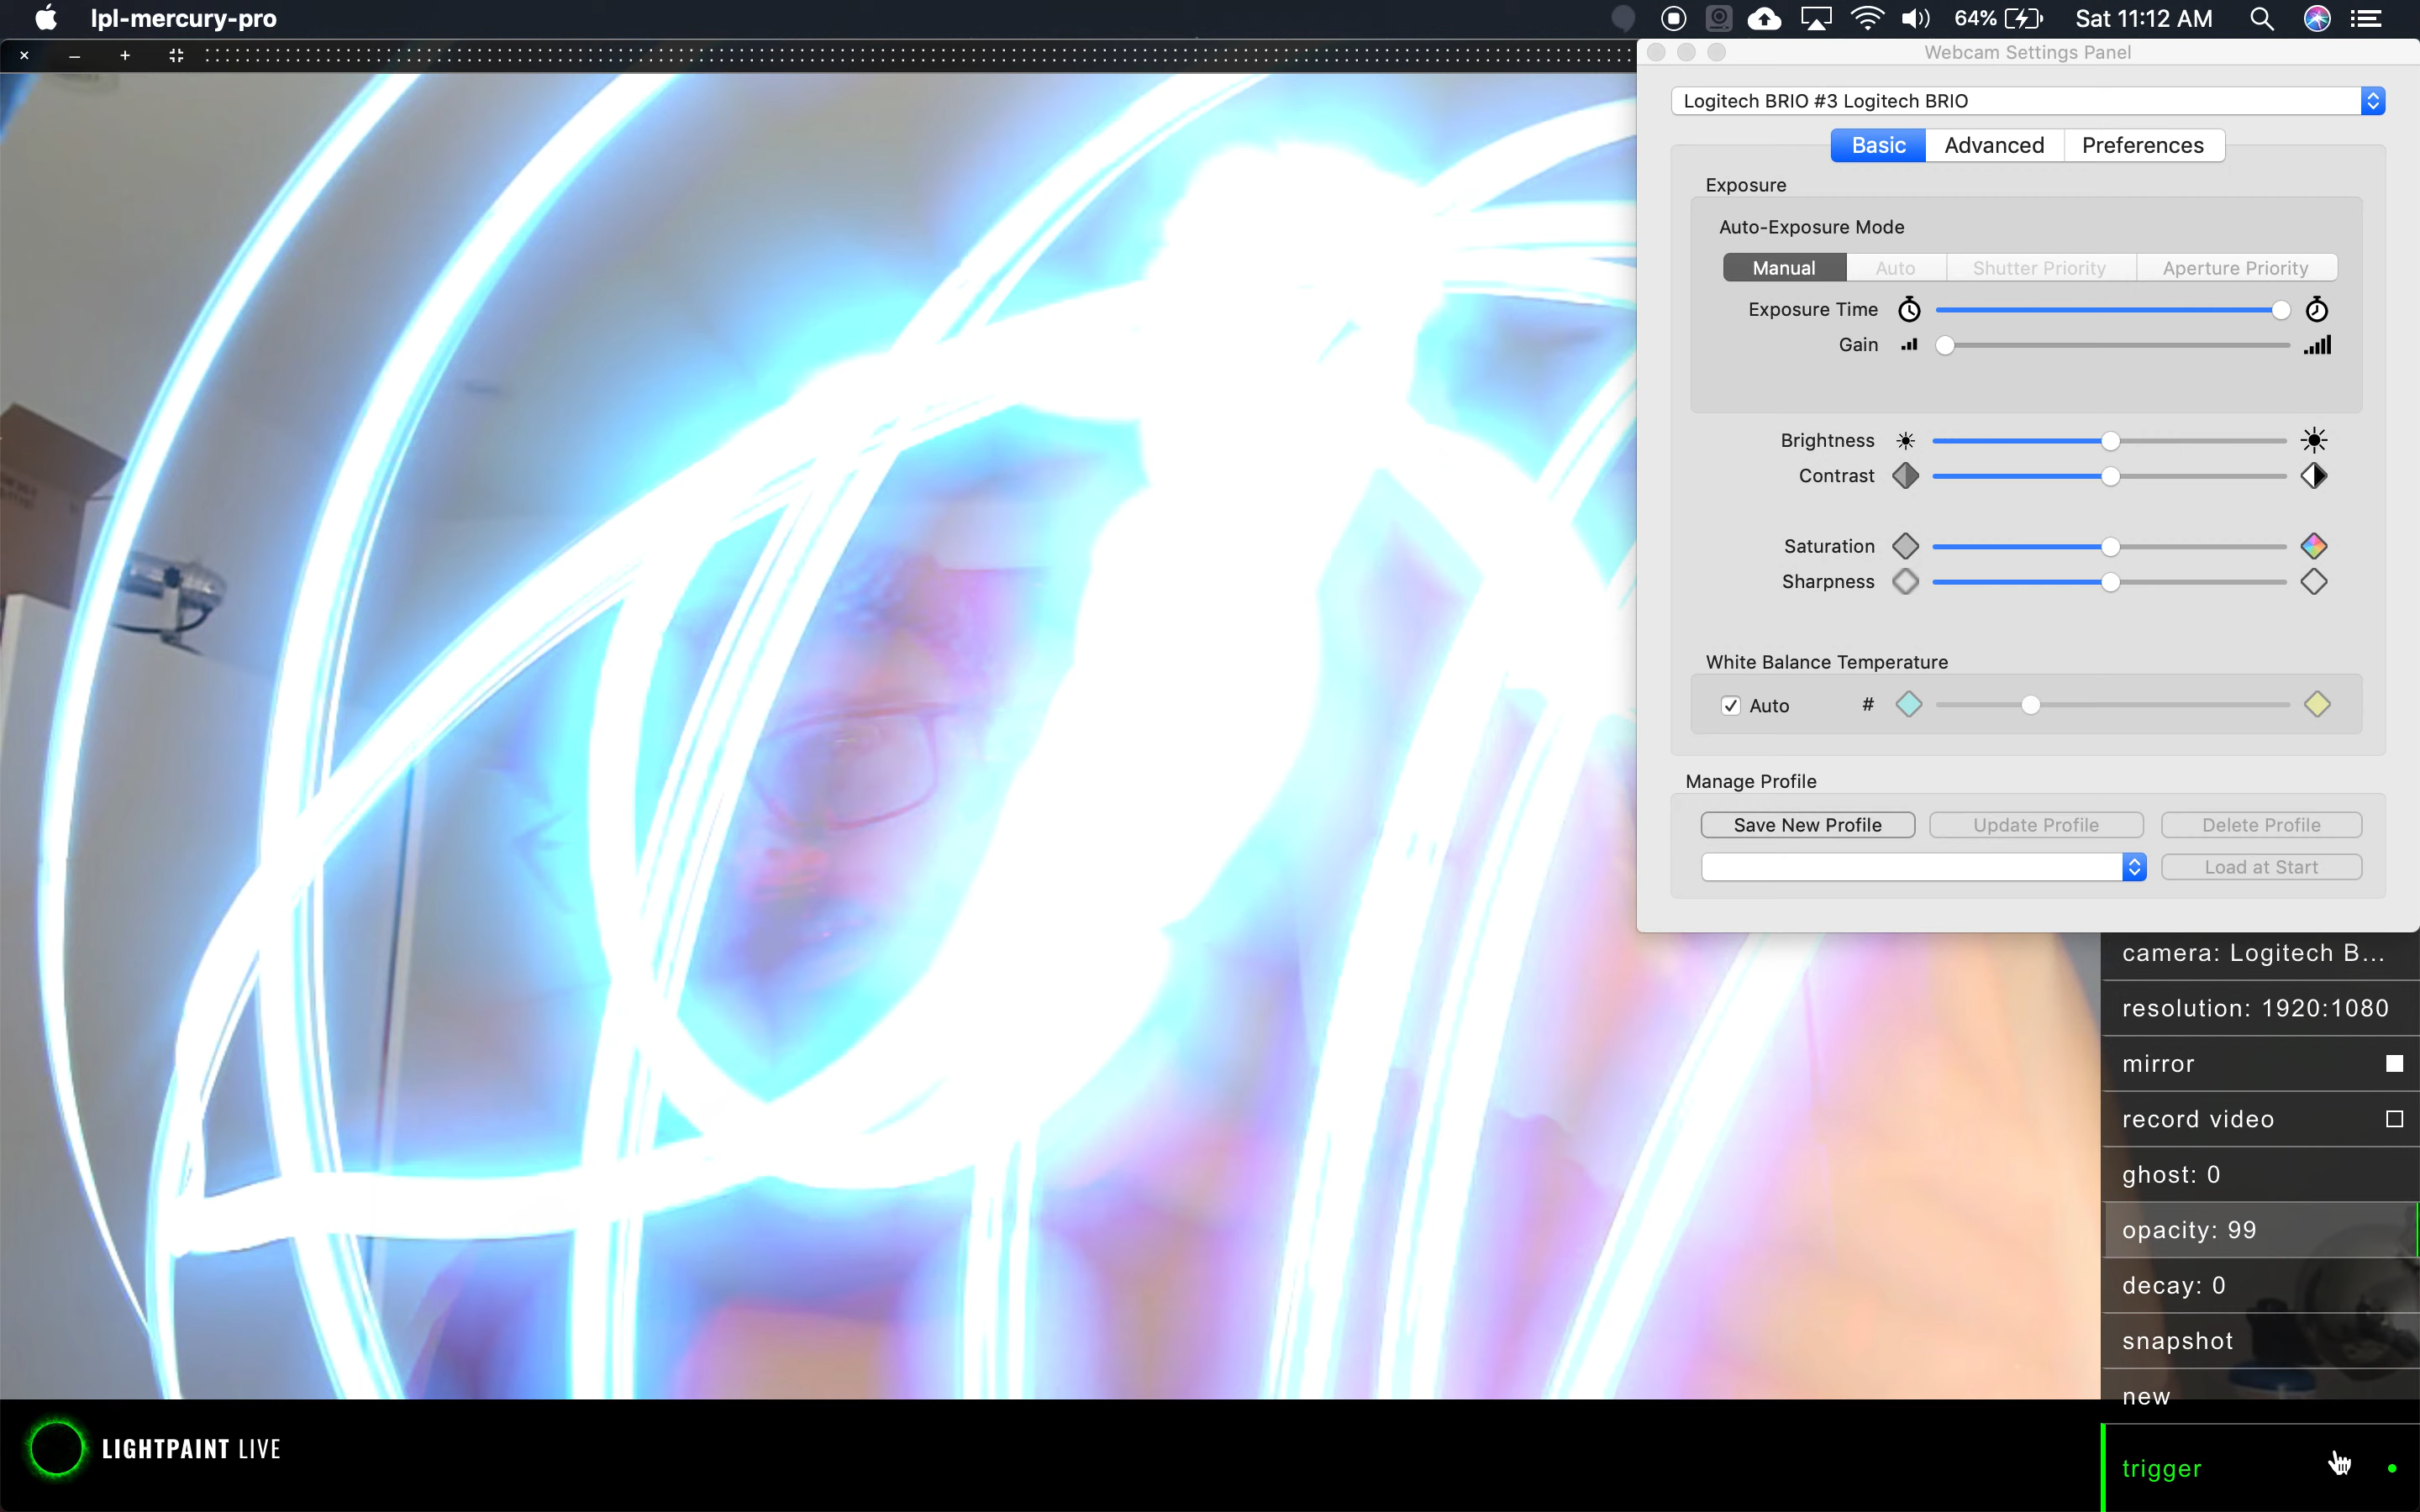 lpl-mercury-pro
64%
Sat 11:12 AM
Webcam Settings Panel
Logitech BRIO #3 Logitech BRIO
Basic Advanced Preferences
Exposure
Auto-Exposure Mode
Manual Auto Shutter Priority Aperture Priority
Exposure Time
Gain
Brightness
Contrast
Saturation
Sharpness
White Balance Temperature
Auto #
Manage Profile
Save New Profile Update Profile Delete Profile
Load at Start
camera: Logitech B...
resolution: 1920:1080
mirror
record video
ghost: 0
opacity: 99
decay: 0
snapshot
new
trigger
LIGHTPAINT LIVE